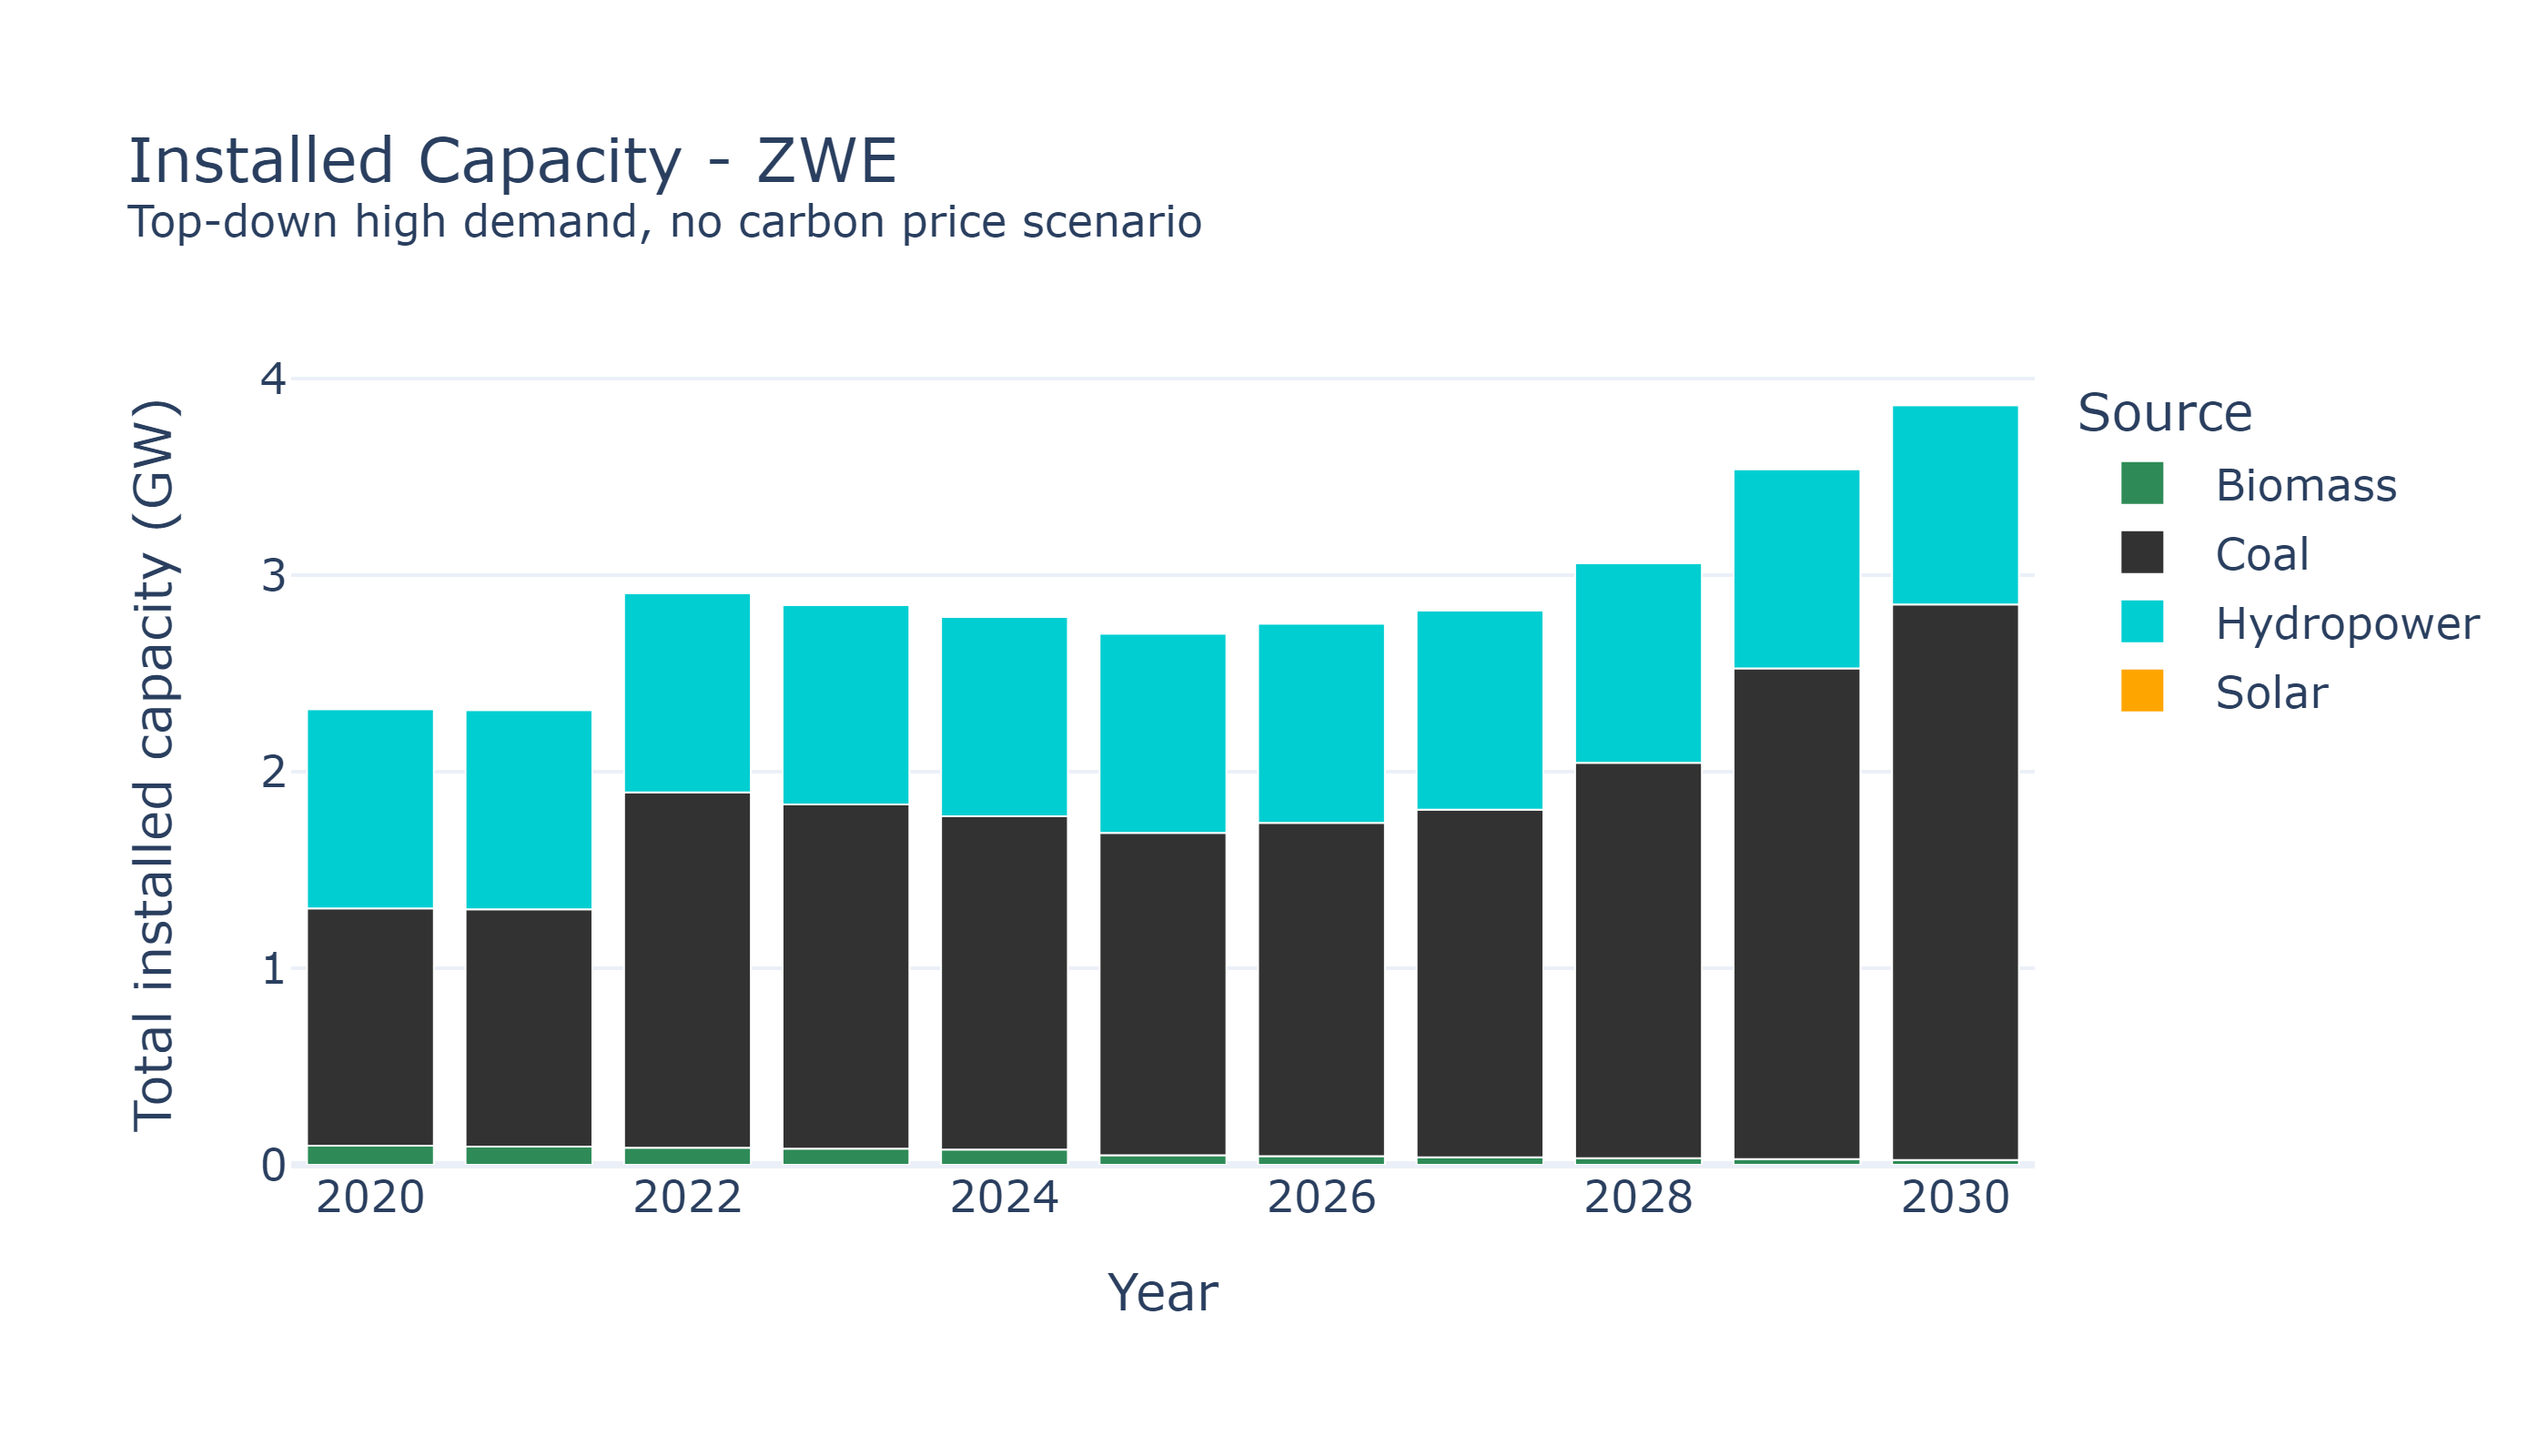 Installed Capacity - ZWE
Top-down high demand, no carbon price scenario
Total installed capacity (GW)
4
3
2
1
0
2020
2022
2024
2026
2028
2030
Year
Source
Biomass
Coal
Hydropower
Solar